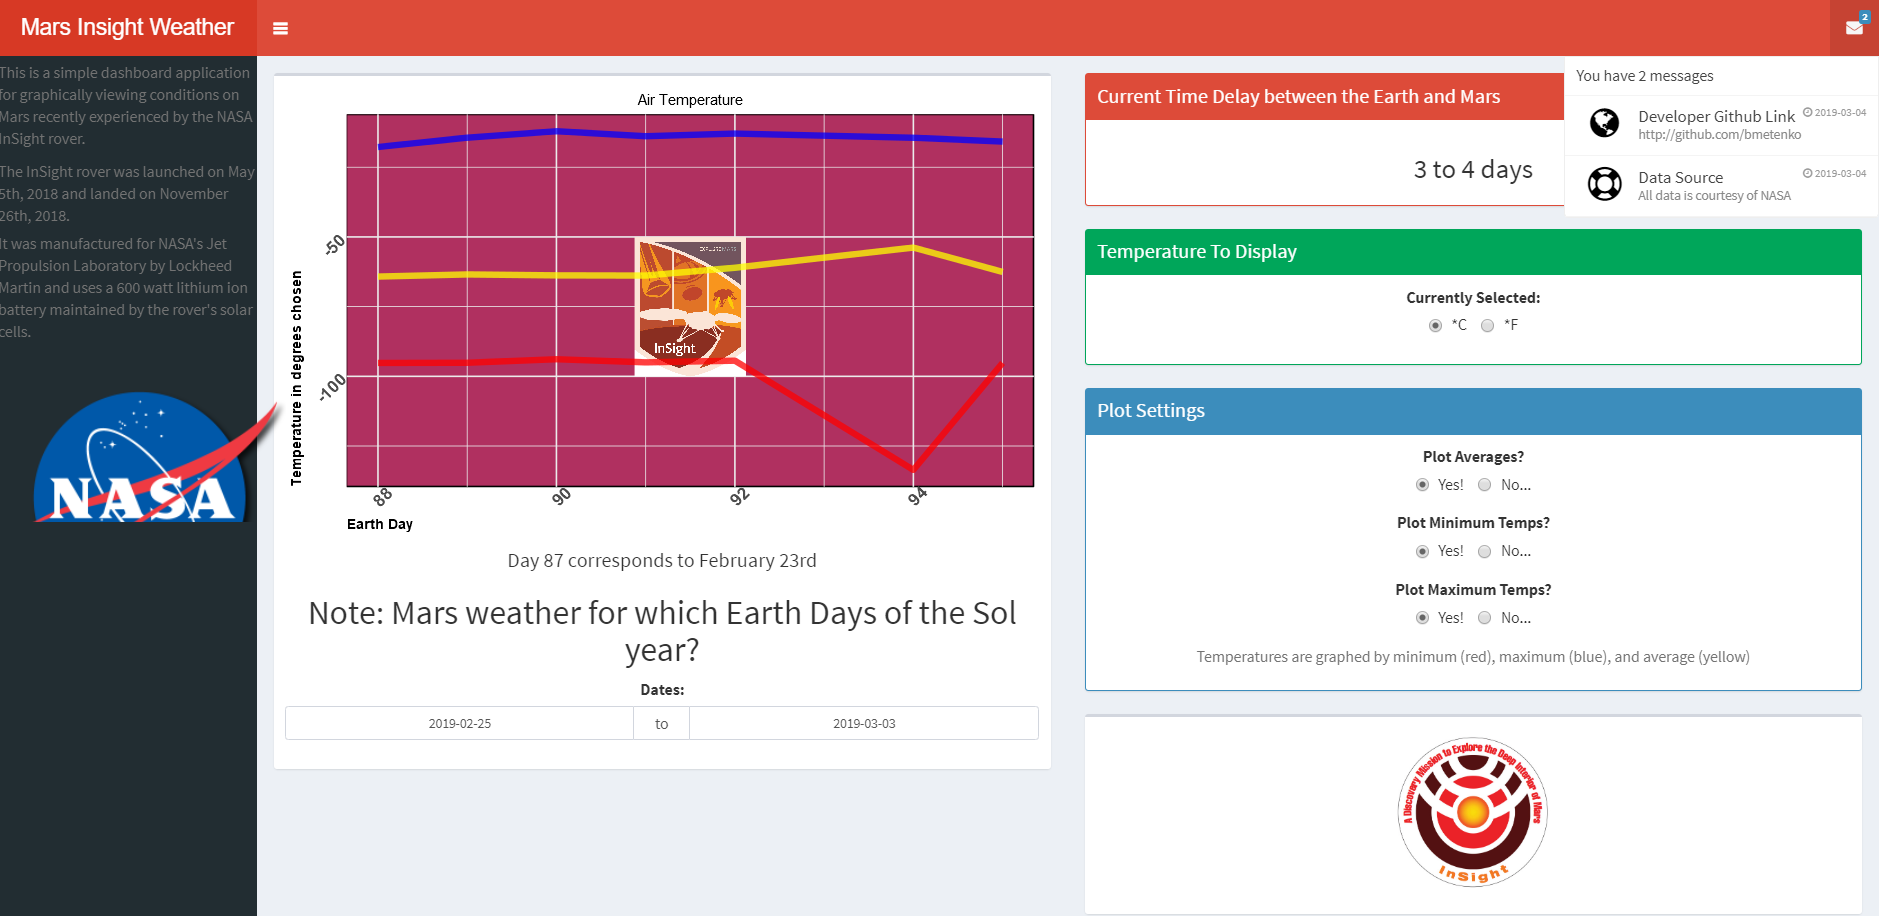 Mars Insight Weather
2
This is a simple dashboard application
for graphically viewing conditions on
Mars recently experienced by the NASA
InSight rover.
The InSight rover was launched on May
5th, 2018 and landed on November
26th, 2018.
It was manufactured for NASA's Jet
Propulsion Laboratory by Lockheed
Martin and uses a 600 watt lithium ion
battery maintained by the rover's solar
cells.
NASA
Air Temperature
Temperature in degrees chosen
-50
-100
InSight
88
90
92
94
Earth Day
Day 87 corresponds to February 23rd
Note: Mars weather for which Earth Days of the Sol
year?
Dates:
2019-02-25 to 2019-03-03
Current Time Delay between the Earth and Mars
3 to 4 days
You have 2 messages
Developer Github Link 2019-03-04
http://github.com/bmetenko
Data Source 2019-03-04
All data is courtesy of NASA
Temperature To Display
Currently Selected:
*C *F
Plot Settings
Plot Averages?
Yes! No...
Plot Minimum Temps?
Yes! No...
Plot Maximum Temps?
Yes! No...
Temperatures are graphed by minimum (red), maximum (blue), and average (yellow)
A Discovery Mission to Explore the Deep Interior of Mars
InSight